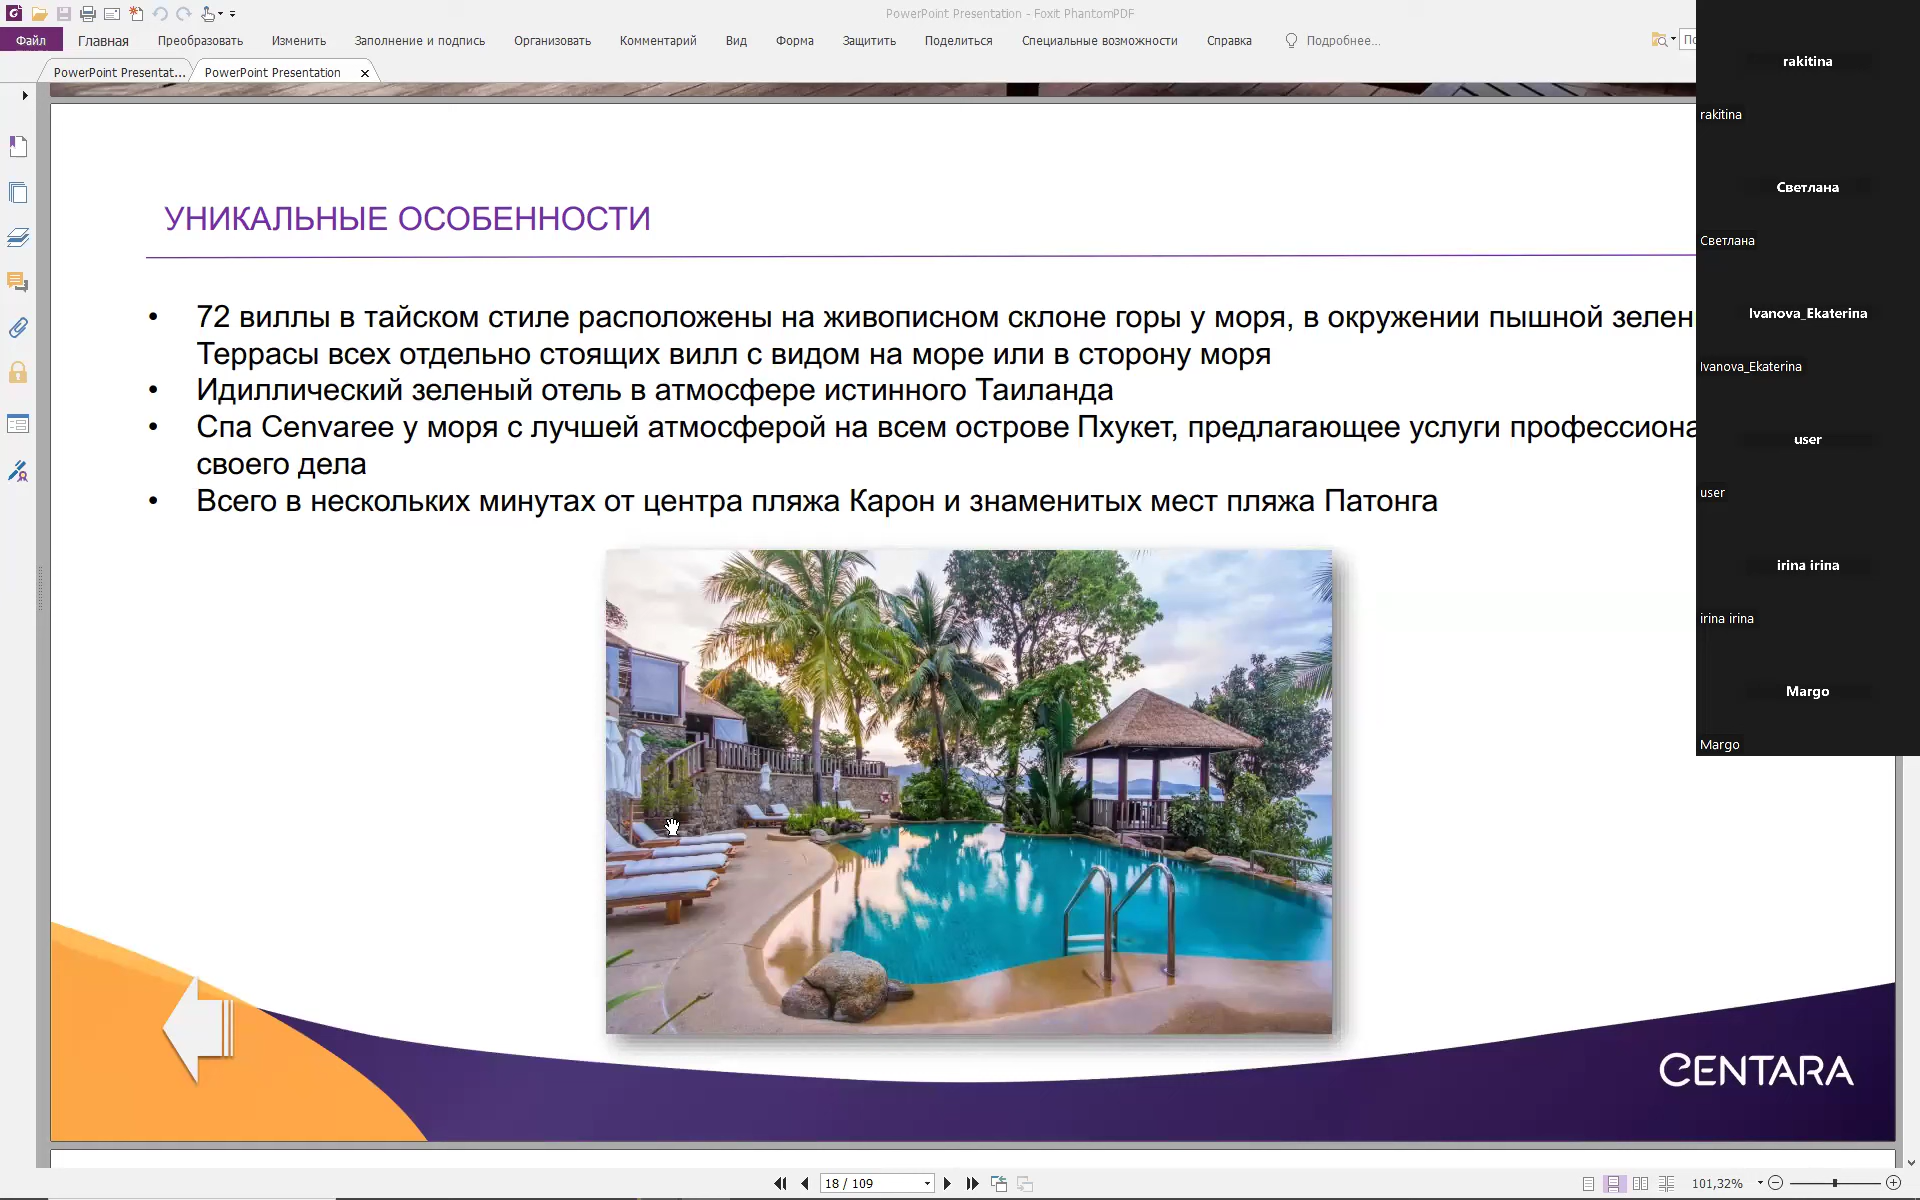 PowerPoint Presentation - Foxit PhantomPDF
Файл Главная Преобразовать Изменить Заполнение и подпись Организовать Комментарий Вид Форма Защитить Поделиться Специальные возможности Справка Подробнее...
PowerPoint Presentat... PowerPoint Presentation
УНИКАЛЬНЫЕ ОСОБЕННОСТИ
• 72 виллы в тайском стиле расположены на живописном склоне горы у моря, в окружении пышной зелен
Террасы всех отдельно стоящих вилл с видом на море или в сторону моря
• Идиллический зеленый отель в атмосфере истинного Таиланда
• Спа Cenvaree у моря с лучшей атмосферой на всем острове Пхукет, предлагающее услуги профессиона
своего дела
• Всего в нескольких минутах от центра пляжа Карон и знаменитых мест пляжа Патонга
CENTARA
18 / 109
101,32%
rakitina
rakitina
Светлана
Светлана
Ivanova_Ekaterina
Ivanova_Ekaterina
user
user
irina irina
irina irina
Margo
Margo